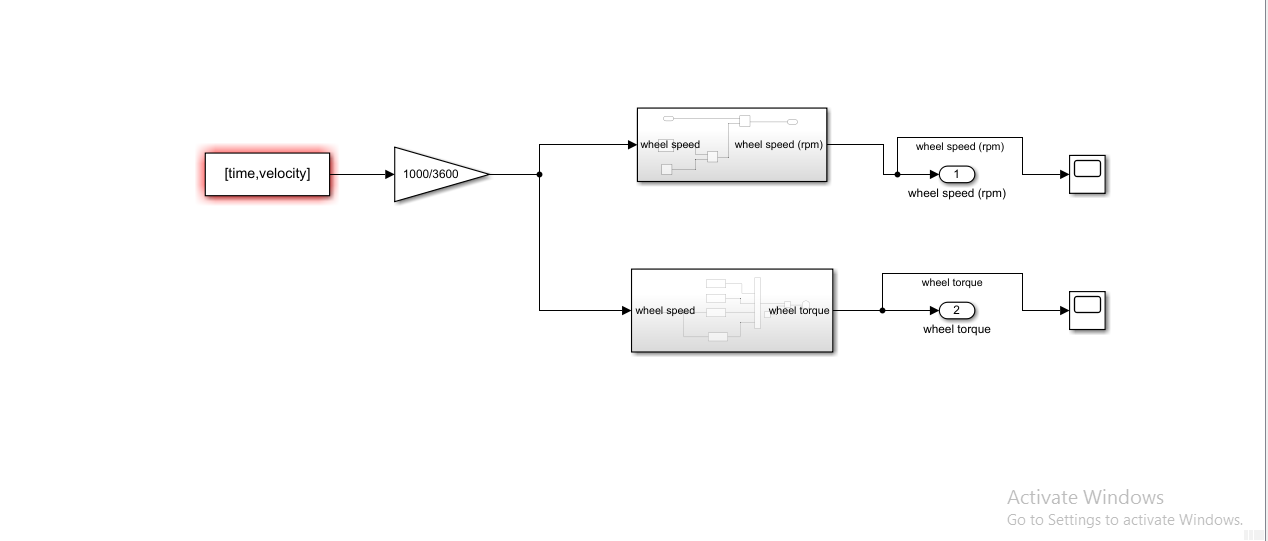 [time,velocity]
1000/3600
wheel speed
wheel speed (rpm)
wheel speed (rpm)
1
wheel speed (rpm)
wheel speed
wheel torque
wheel torque
2
wheel torque
Activate Windows
Go to Settings to activate Windows.